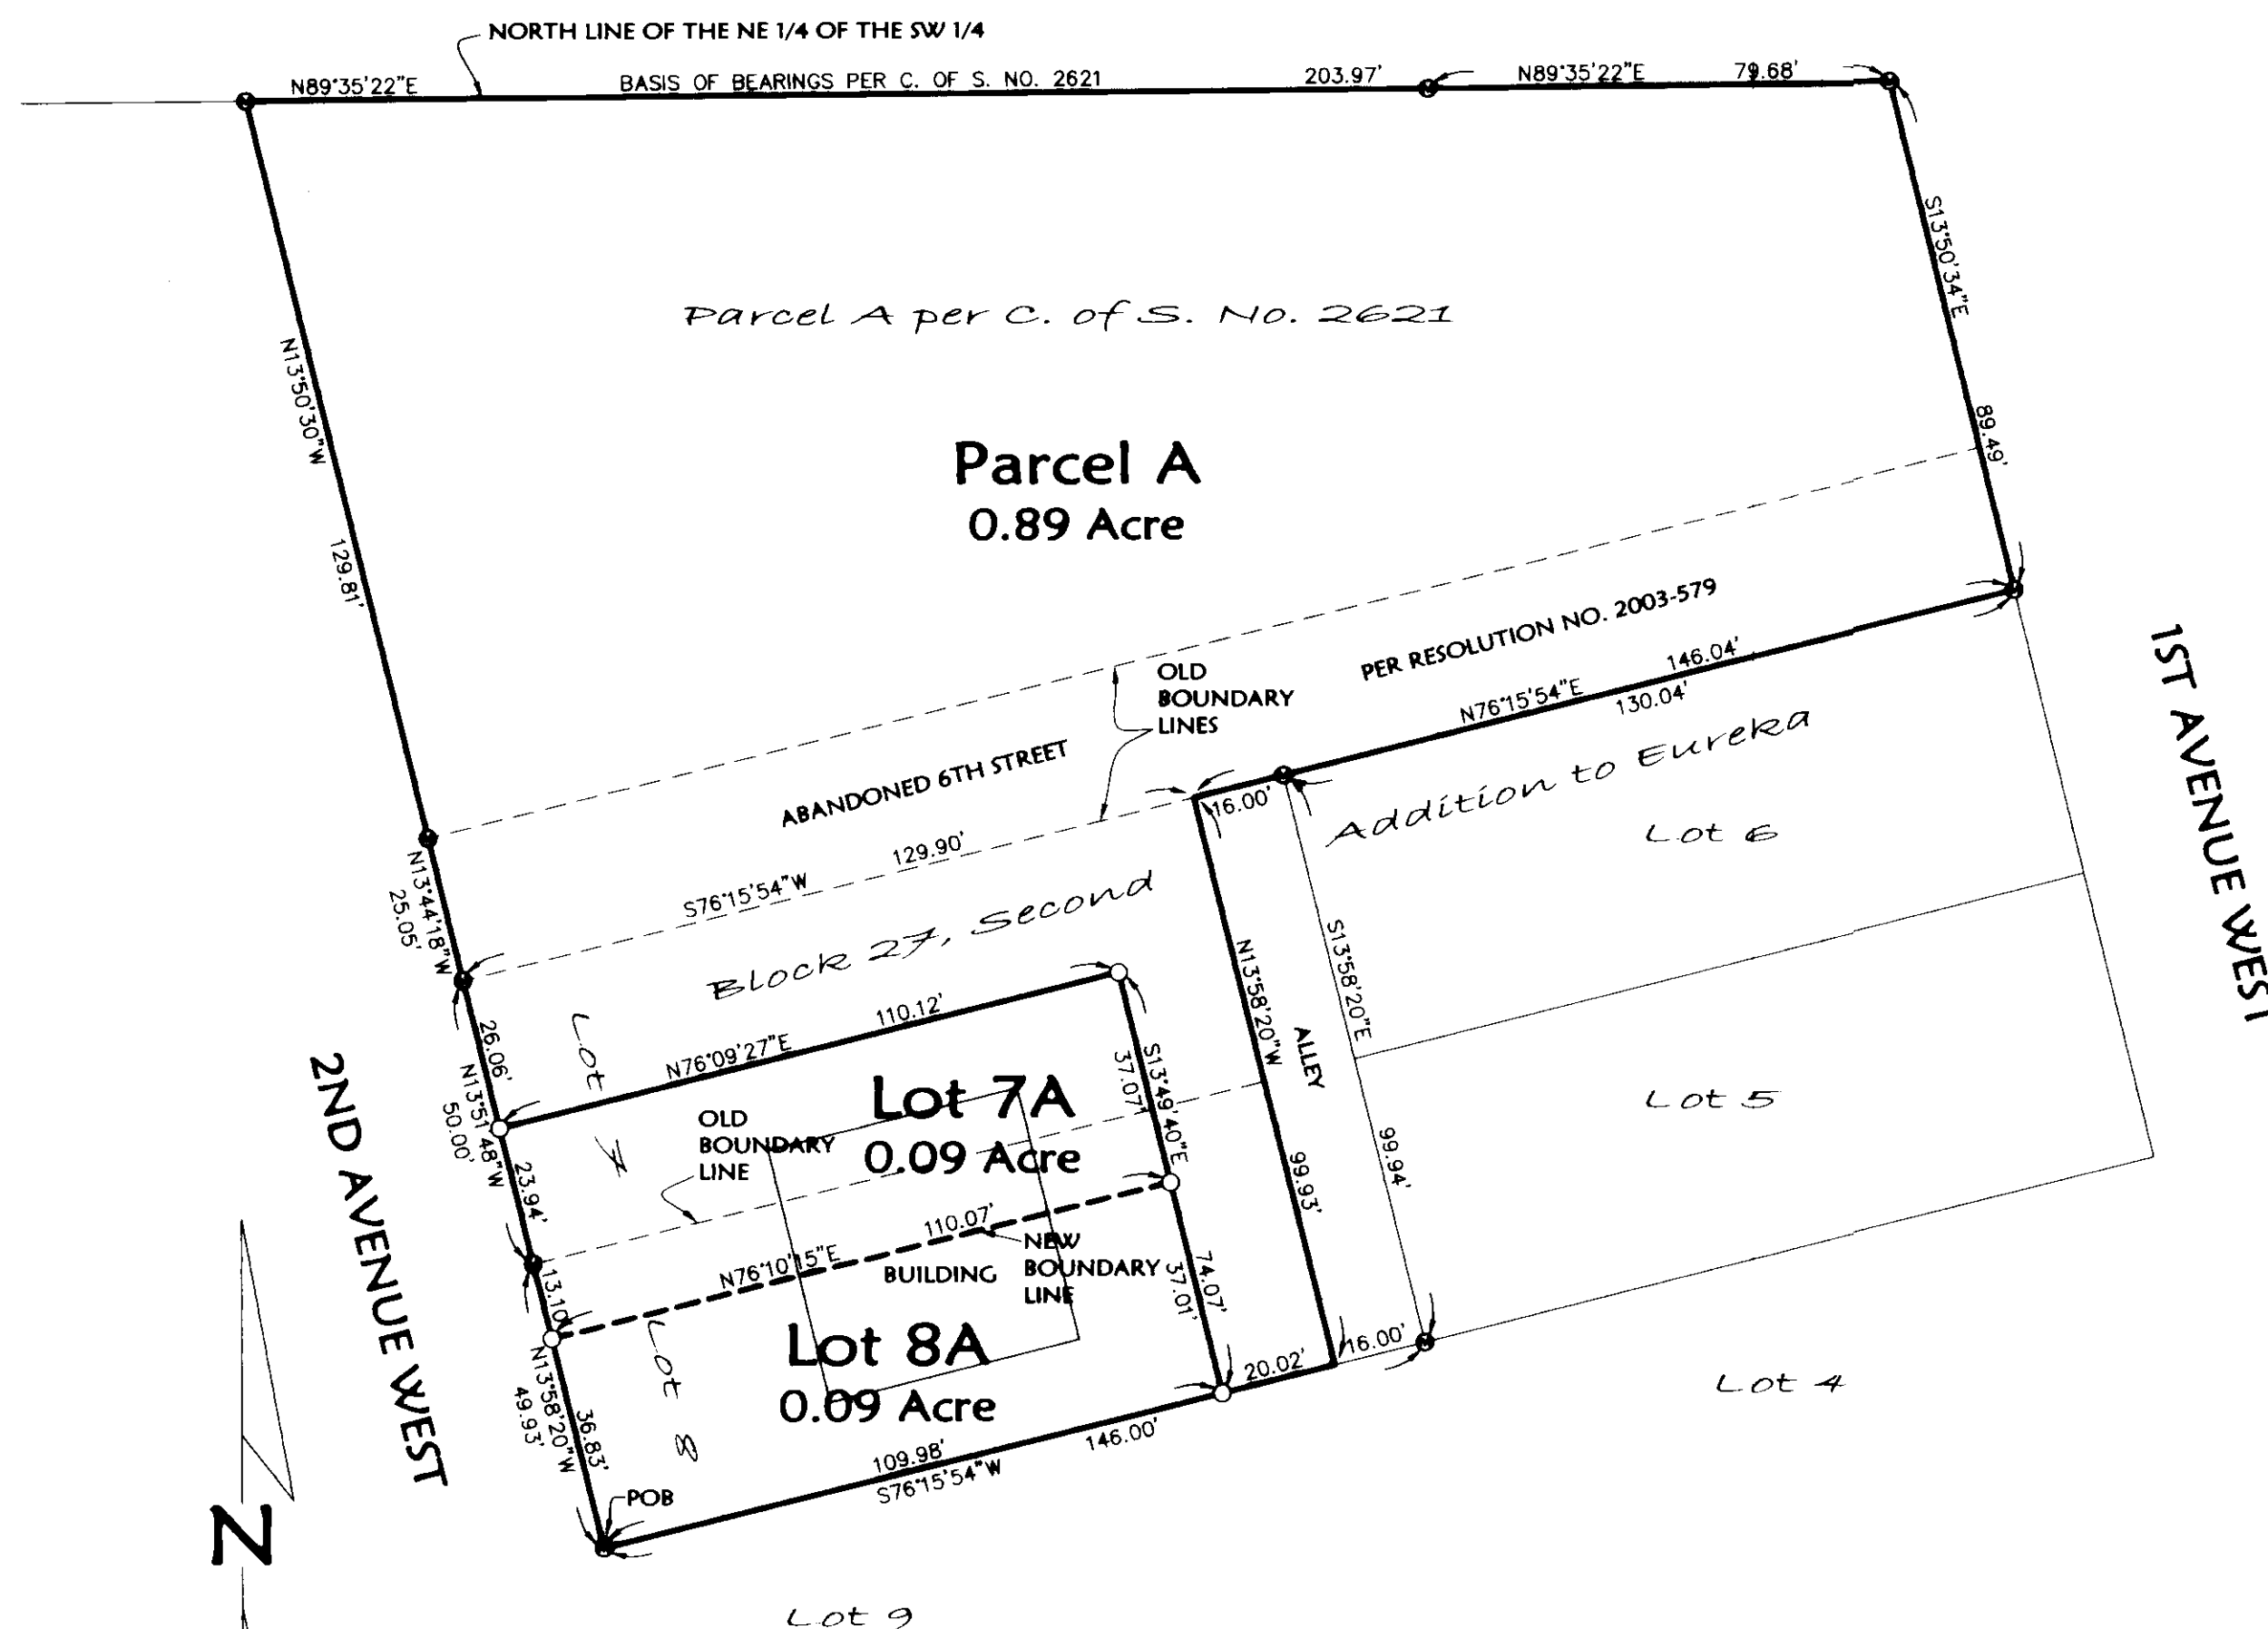 NORTH LINE OF THE NE 1/4 OF THE SW 1/4
N89°35'22"E
BASIS OF BEARINGS PER C. OF S. NO. 2621
203.97'
N89°35'22"E
79.68'
S13°50'34"E
89.49'
N13°50'30"W
129.81'
Parcel A per C. of S. No. 2621
Parcel A
0.89 Acre
PER RESOLUTION NO. 2003-579
146.04'
N76°15'54"E
130.04'
OLD
BOUNDARY
LINES
ABANDONED 6TH STREET
16.00'
129.90'
S76°15'54"W
Addition to Eureka
Lot 6
1ST AVENUE WEST
N13°44'18"W
25.05'
Block 27, Second
N13°58'20"W
99.93'
ALLEY
S13°58'20"E
99.94'
26.06'
N13°51'48"W
50.00'
23.94'
Lot 7
110.12'
N76°09'27"E
Lot 7A
0.09 Acre
S13°49'40"E
37.07'
OLD
BOUNDARY
LINE
Lot 5
2ND AVENUE WEST
110.07'
N76°10'15"E
BUILDING
NEW
BOUNDARY
LINE
74.07'
37.01'
13.10'
N13°58'20"W
49.93'
36.83'
Lot 8
Lot 8A
0.09 Acre
20.02'
16.00'
Lot 4
109.98'
146.00'
S76°15'54"W
POB
N
Lot 9